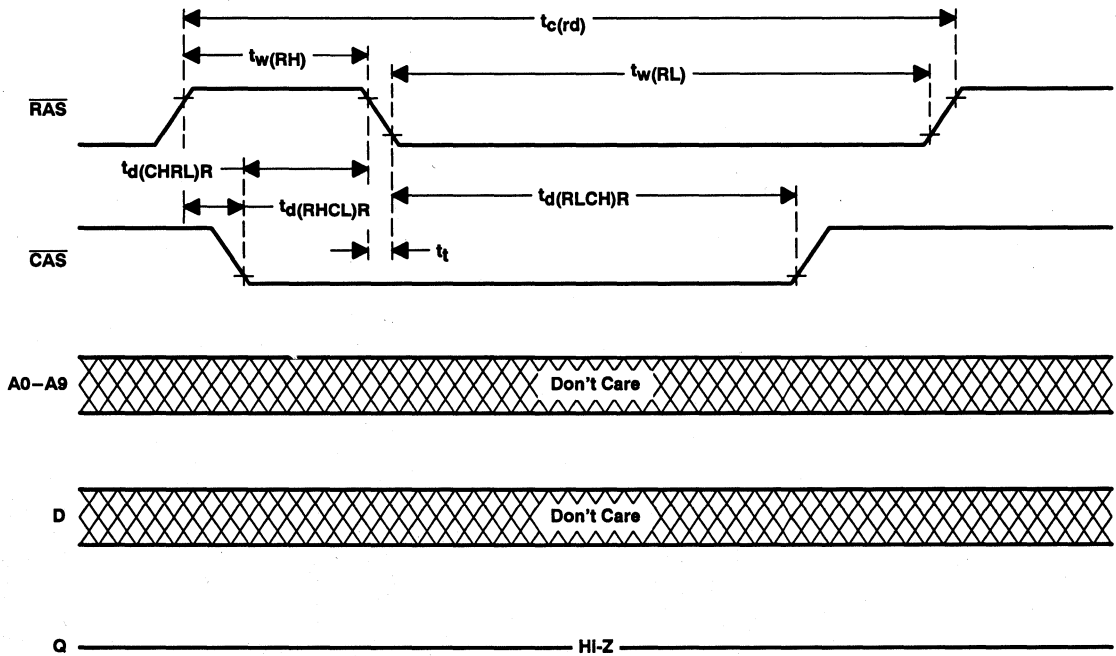 tc(rd)
tw(RH)
tw(RL)
RAS
td(CHRL)R
td(RHCL)R
td(RLCH)R
CAS
tt
A0–A9 Don't Care
D Don't Care
Q HI-Z